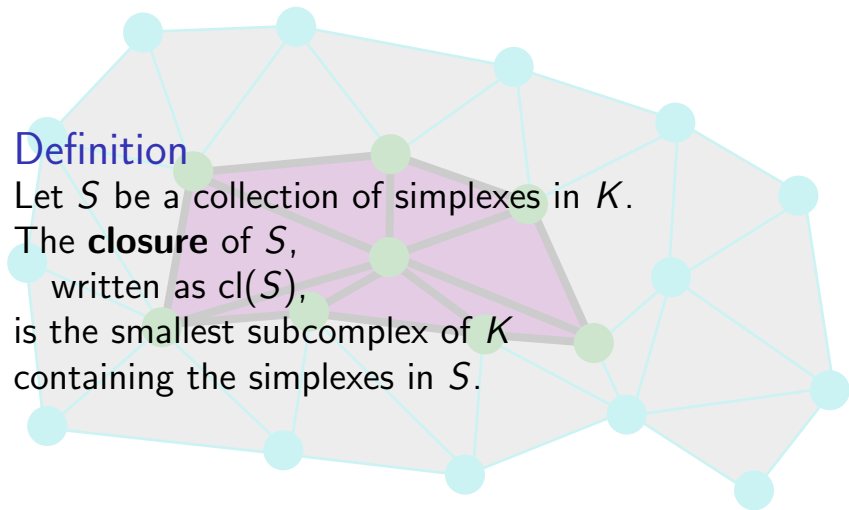 Definition
Let S be a collection of simplexes in K.
The closure of S,
written as cl(S),
is the smallest subcomplex of K
containing the simplexes in S.